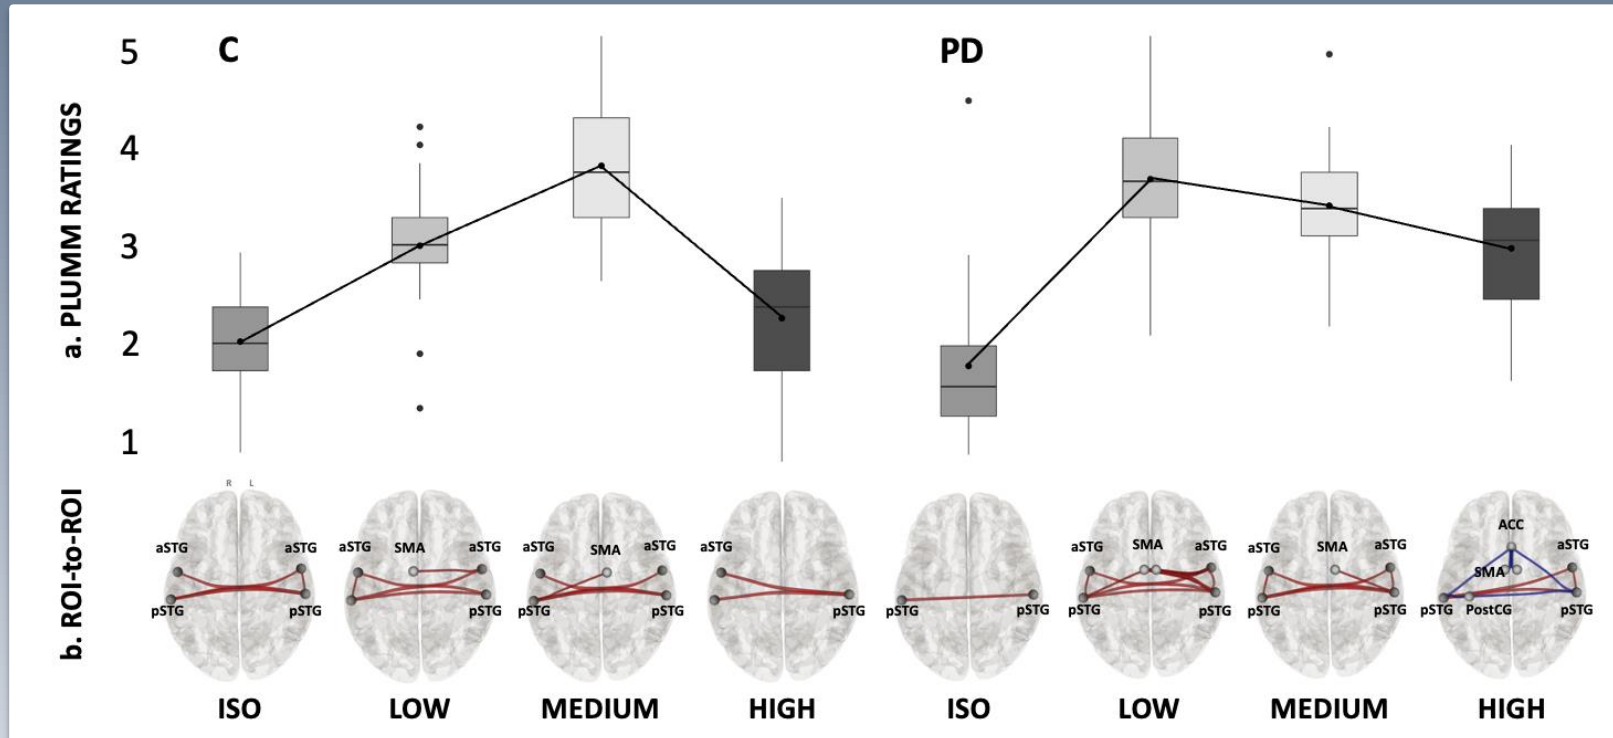 C
PD
5
4
3
2
1
a. PLUMM RATINGS
R L
b. ROI-to-ROI
aSTG aSTG
pSTG pSTG
aSTG SMA aSTG
pSTG pSTG
aSTG SMA aSTG
pSTG pSTG
aSTG
pSTG pSTG
pSTG pSTG
aSTG SMA aSTG
pSTG pSTG
aSTG SMA aSTG
pSTG pSTG
ACC
aSTG
SMA
pSTG PostCG pSTG
ISO LOW MEDIUM HIGH ISO LOW MEDIUM HIGH